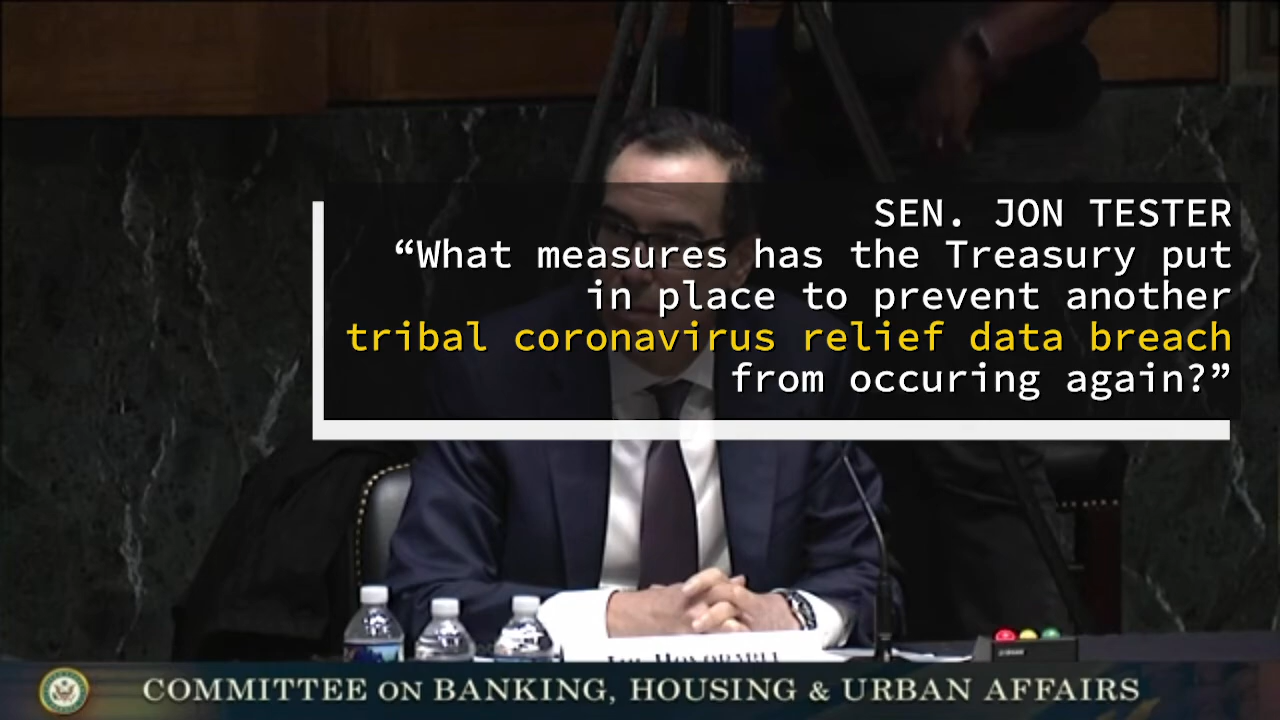 SEN. JON TESTER
“What measures has the Treasury put
in place to prevent another
tribal coronavirus relief data breach
from occuring again?”
COMMITTEE ON BANKING, HOUSING & URBAN AFFAIRS